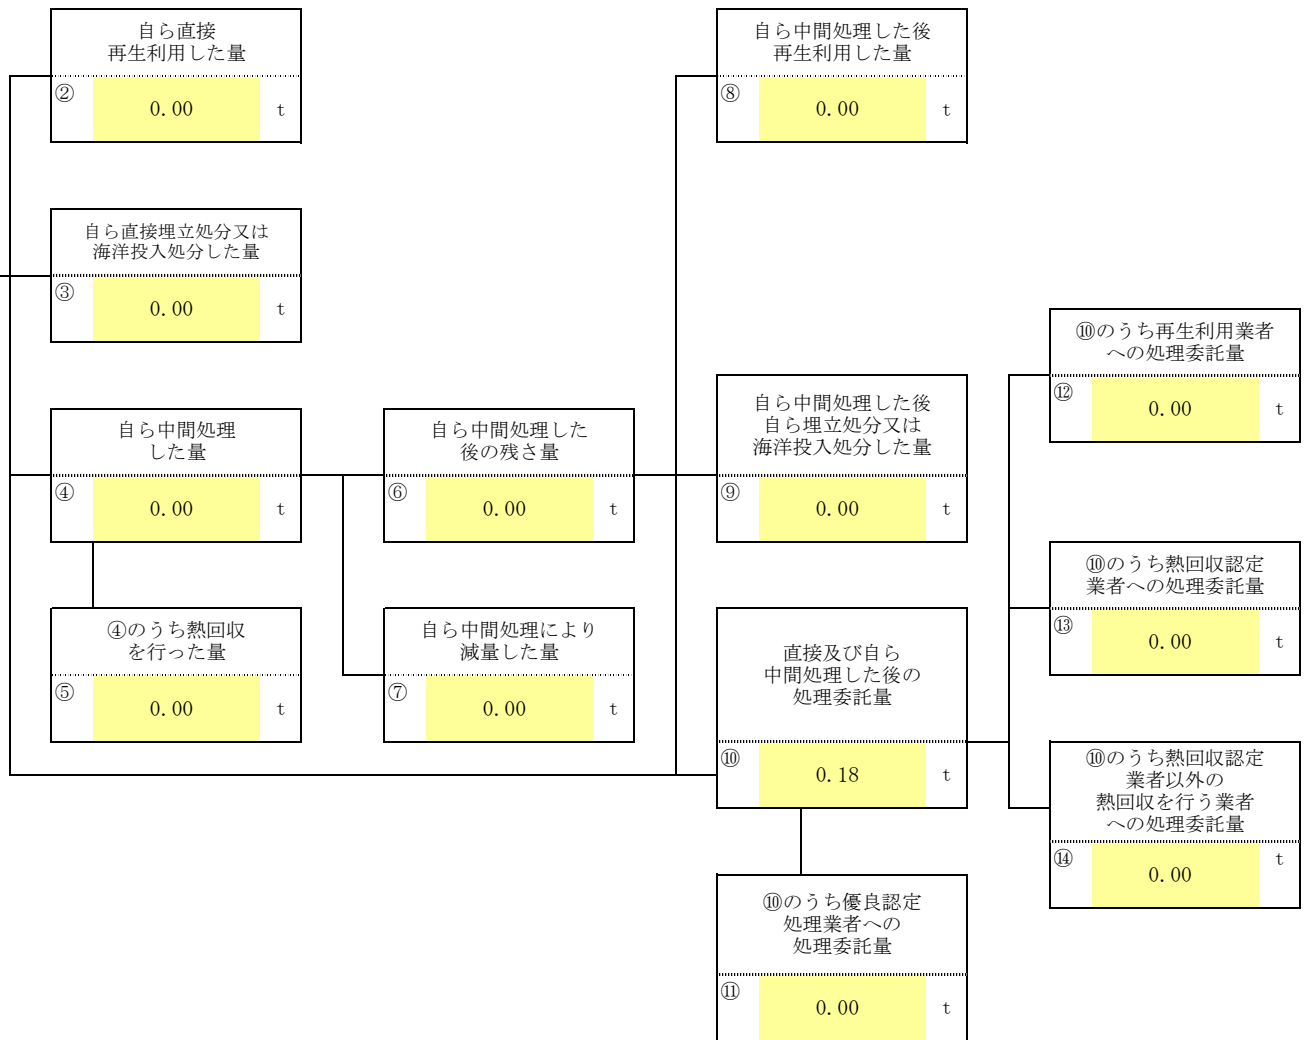 自ら直接
再生利用した量
②
0.00
t
自ら中間処理した後
再生利用した量
⑧
0.00
t
自ら直接埋立処分又は
海洋投入処分した量
③
0.00
t
⑩のうち再生利用業者
への処理委託量
⑫
0.00
t
自ら中間処理
した量
④
0.00
t
自ら中間処理した
後の残さ量
⑥
0.00
t
自ら中間処理した後
自ら埋立処分又は
海洋投入処分した量
⑨
0.00
t
⑩のうち熱回収認定
業者への処理委託量
⑬
0.00
t
④のうち熱回収
を行った量
⑤
0.00
t
自ら中間処理により
減量した量
⑦
0.00
t
直接及び自ら
中間処理した後の
処理委託量
⑩
0.18
t
⑩のうち熱回収認定
業者以外の
熱回収を行う業者
への処理委託量
⑭
0.00
t
⑩のうち優良認定
処理業者への
処理委託量
⑪
0.00
t